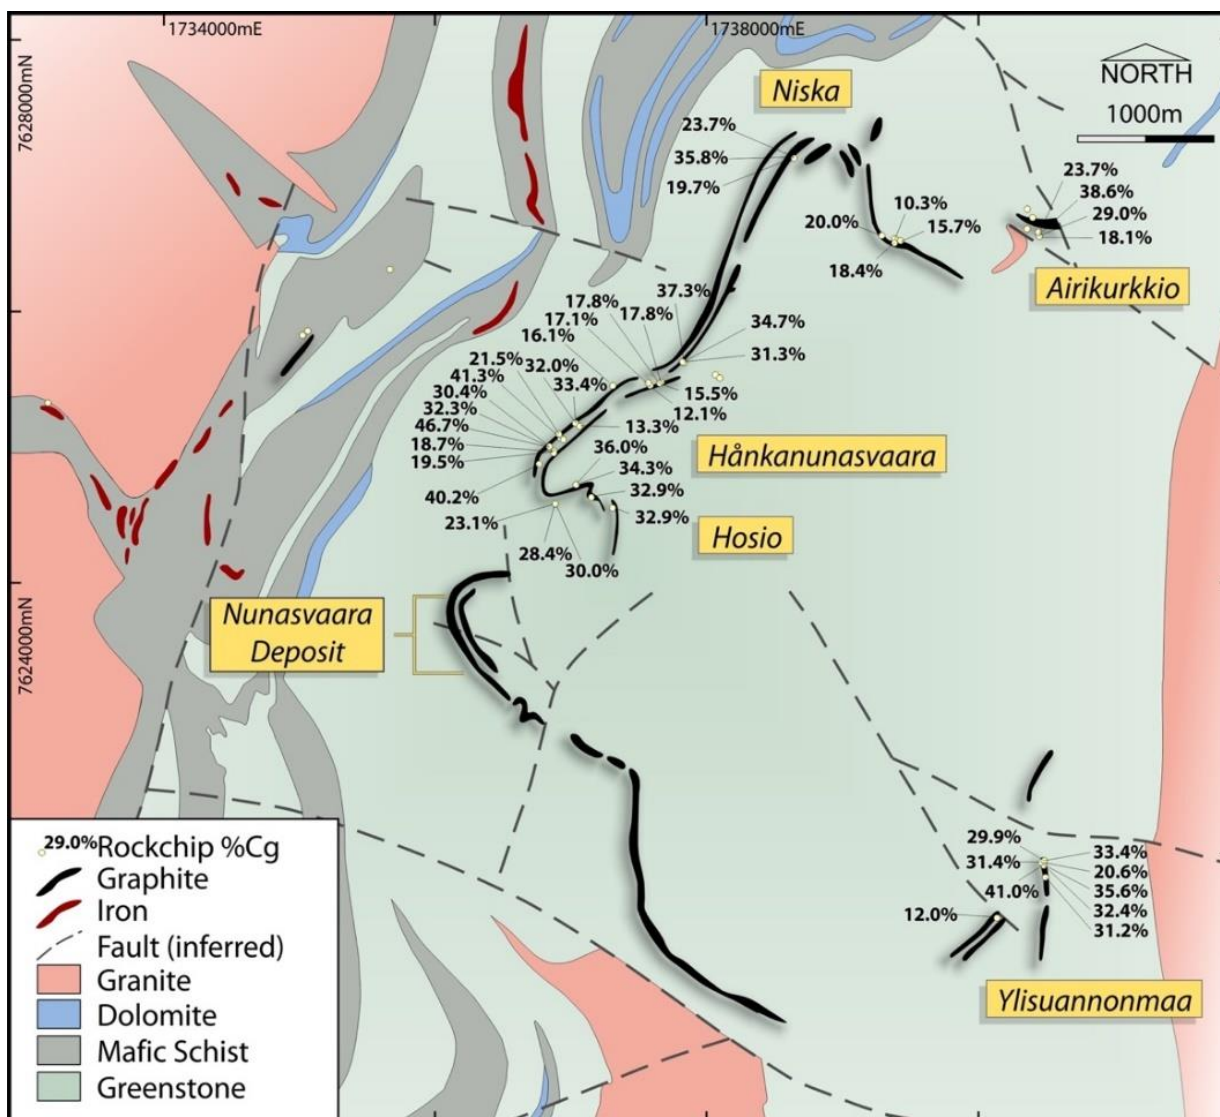 1734000mE
1738000mE
7628000mN
7624000mN
NORTH
1000m
Niska
23.7%
35.8%
19.7%
20.0%
10.3%
15.7%
18.4%
23.7%
38.6%
29.0%
18.1%
Airikurkkio
37.3%
17.8%
17.8%
17.1%
16.1%
34.7%
31.3%
21.5%
32.0%
41.3%
33.4%
30.4%
32.3%
46.7%
18.7%
19.5%
15.5%
12.1%
13.3%
Hånkanunasvaara
36.0%
34.3%
40.2%
32.9%
23.1%
32.9%
Hosio
28.4%
30.0%
Nunasvaara
Deposit
29.9%
31.4%
41.0%
33.4%
20.6%
35.6%
32.4%
31.2%
12.0%
Ylisuannonmaa
29.0% Rockchip %Cg
Graphite
Iron
Fault (inferred)
Granite
Dolomite
Mafic Schist
Greenstone